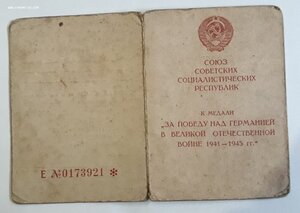 Е №0173921 *
СОЮЗ
СОВЕТСКИХ
СОЦИАЛИСТИЧЕСКИХ
РЕСПУБЛИК
К МЕДАЛИ
„ЗА ПОБЕДУ НАД ГЕРМАНИЕЙ
В ВЕЛИКОЙ ОТЕЧЕСТВЕННОЙ
ВОЙНЕ 1941—1945 гг."